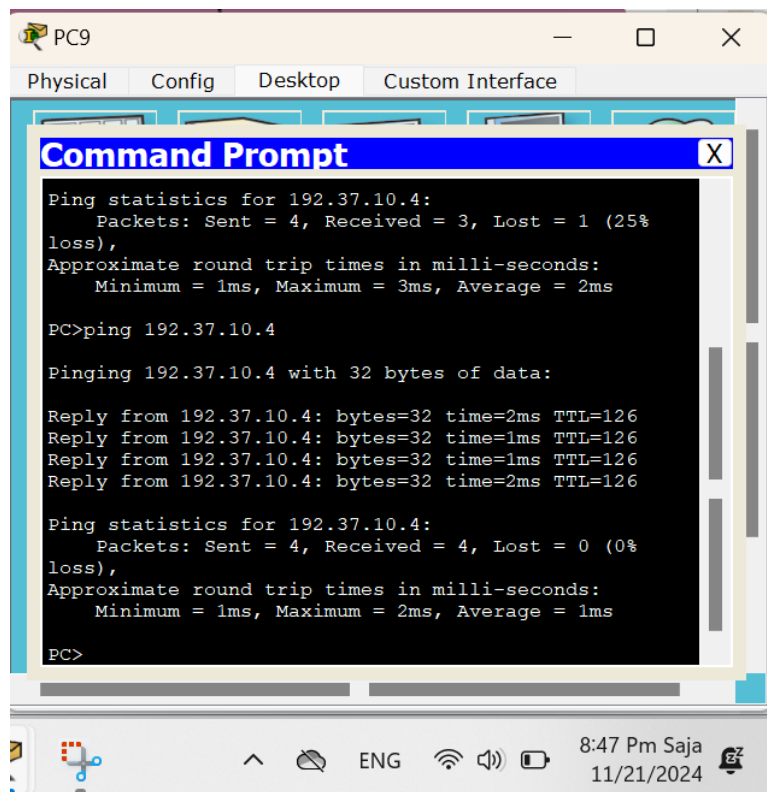 PC9
Physical Config Desktop Custom Interface
Command Prompt X
Ping statistics for 192.37.10.4:
Packets: Sent = 4, Received = 3, Lost = 1 (25%
loss),
Approximate round trip times in milli-seconds:
Minimum = 1ms, Maximum = 3ms, Average = 2ms
PC>ping 192.37.10.4
Pinging 192.37.10.4 with 32 bytes of data:
Reply from 192.37.10.4: bytes=32 time=2ms TTL=126
Reply from 192.37.10.4: bytes=32 time=1ms TTL=126
Reply from 192.37.10.4: bytes=32 time=1ms TTL=126
Reply from 192.37.10.4: bytes=32 time=2ms TTL=126
Ping statistics for 192.37.10.4:
Packets: Sent = 4, Received = 4, Lost = 0 (0%
loss),
Approximate round trip times in milli-seconds:
Minimum = 1ms, Maximum = 2ms, Average = 1ms
PC>
ENG 8:47 Pm Saja
11/21/2024